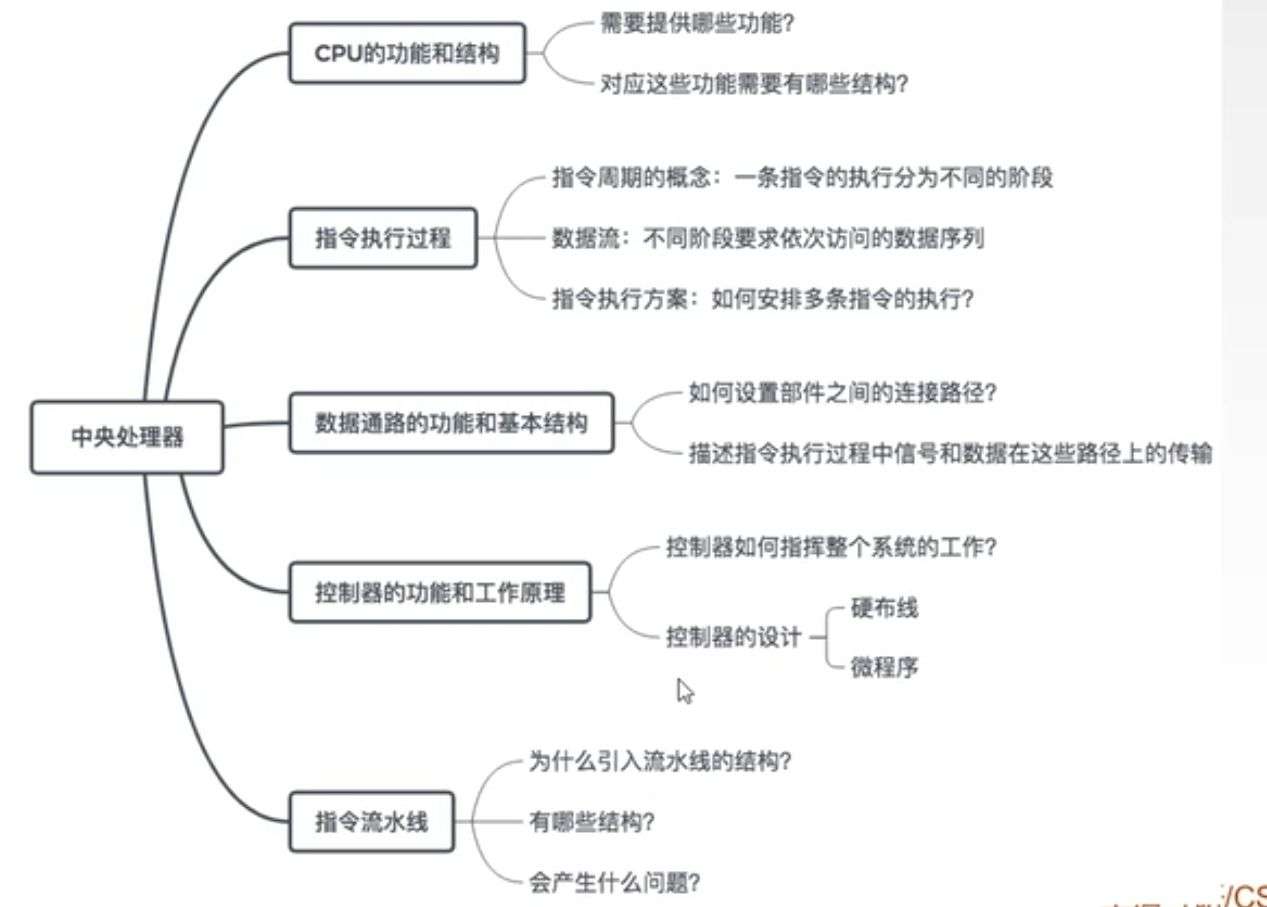 需要提供哪些功能?
CPU的功能和结构
对应这些功能需要有哪些结构?
指令周期的概念：一条指令的执行分为不同的阶段
指令执行过程
数据流：不同阶段要求依次访问的数据序列
指令执行方案：如何安排多条指令的执行?
如何设置部件之间的连接路径?
数据通路的功能和基本结构
中央处理器
描述指令执行过程中信号和数据在这些路径上的传输
控制器如何指挥整个系统的工作?
控制器的功能和工作原理
硬布线
控制器的设计
微程序
为什么引入流水线的结构?
指令流水线
有哪些结构?
会产生什么问题?
/CS